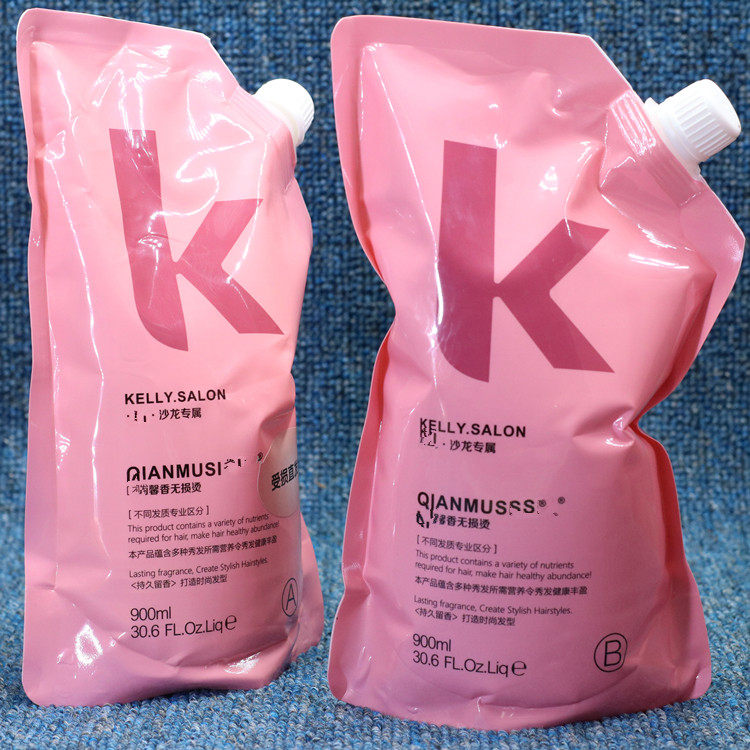 k
KELLY.SALON
沙龙专属
馨香无损烫
受损直发
[不同发质专业区分]
This product contains a variety of nutrients
required for hair, make hair healthy abundance!
本产品蕴含多种秀发所需营养令秀发健康丰盈
Lasting fragrance, Create Stylish Hairstyles.
<持久留香> 打造时尚发型
900ml
30.6 FL.Oz.Liq e
A
k
KELLY.SALON
沙龙专属
馨香无损烫
[不同发质专业区分]
This product contains a variety of nutrients
required for hair, make hair healthy abundance!
本产品蕴含多种秀发所需营养令秀发健康丰盈
Lasting fragrance, Create Stylish Hairstyles.
<持久留香> 打造时尚发型
900ml
30.6 FL.Oz.Liq e
B